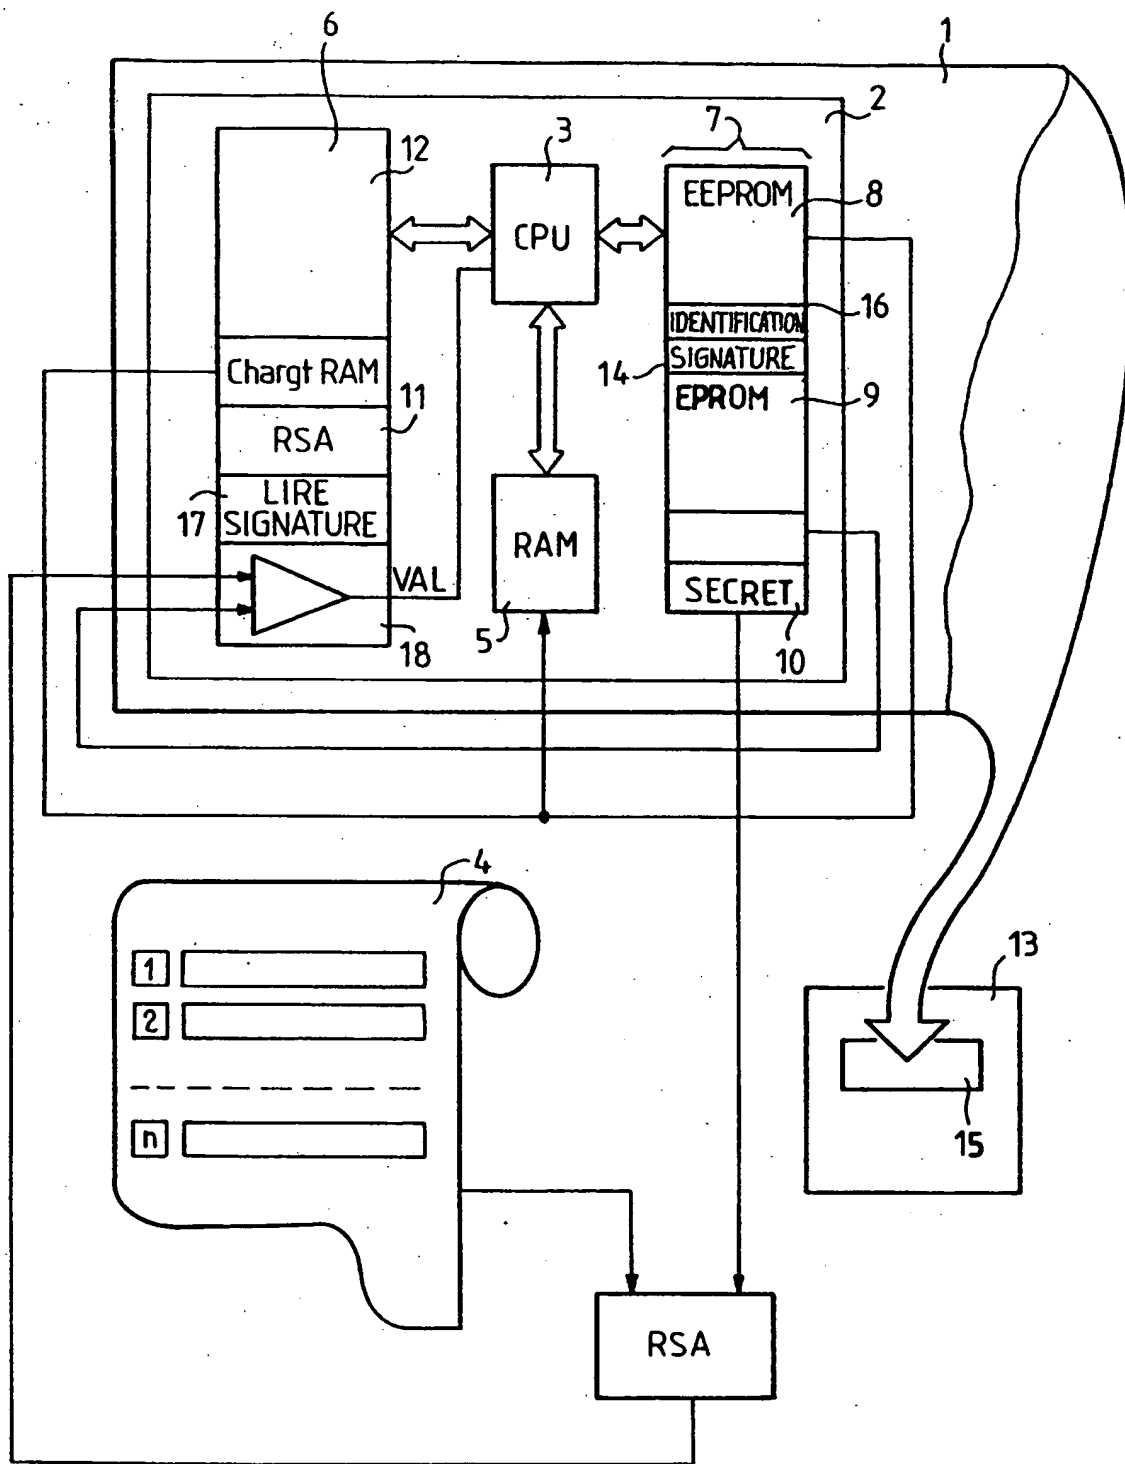 6
1
2
7
12
3
EEPROM
8
CPU
16
IDENTIFICATION
SIGNATURE
14
Chargt RAM
11
EPROM
9
RSA
17
LIRE
SIGNATURE
RAM
VAL
5
SECRET
18
10
4
1
2
n
13
15
RSA